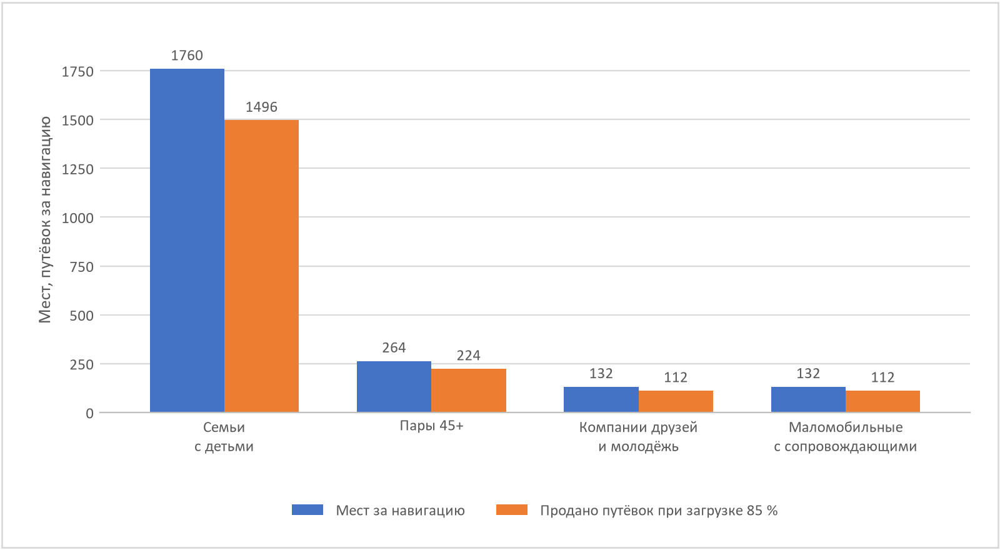 1760
1750
1496
1500
1250
1000
750
500
264
224
250
132
112
132
112
0
Мест, путёвок за навигацию
Семьи
с детьми
Пары 45+
Компании друзей
и молодёжь
Маломобильные
с сопровождающими
Мест за навигацию
Продано путёвок при загрузке 85 %